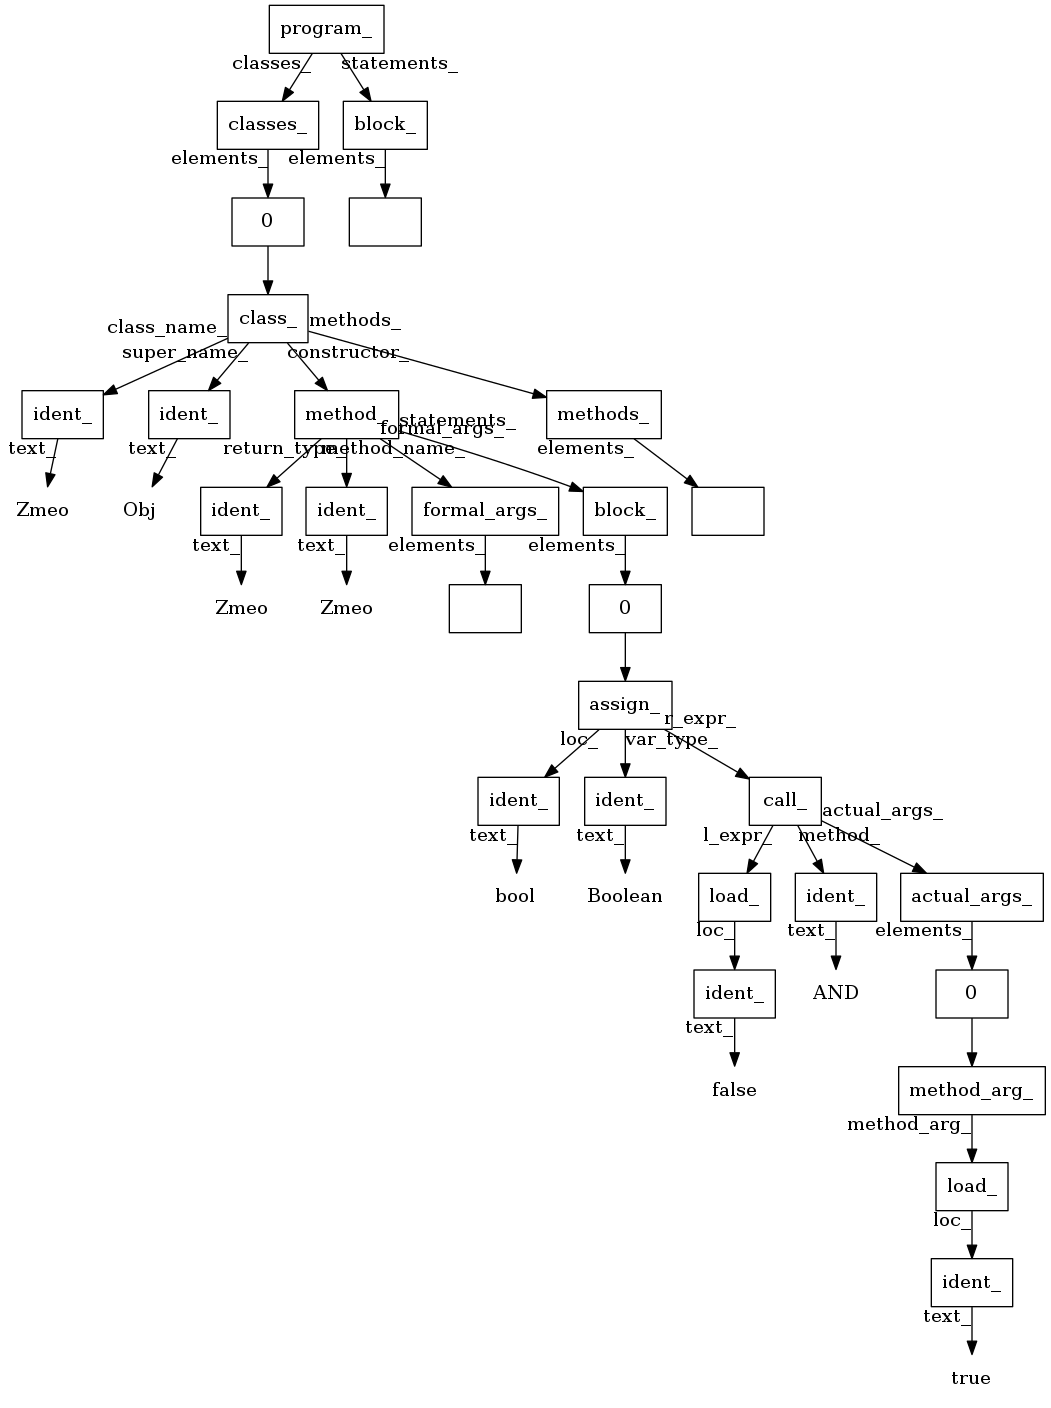 program_
classes_ statements_
classes_ block_
elements_ elements_
0
class_
class_name_ methods_
super_name_ constructor_
ident_ ident_ method_ methods_
statements_
formal_args_
text_ text_ return_type_ method_name_ elements_
Zmeo Obj ident_ ident_ formal_args_ block_
text_ text_ elements_ elements_
Zmeo Zmeo 0
assign_
r_expr_
loc_ var_type_
ident_ ident_ call_
actual_args_
text_ text_ l_expr_ method_
bool Boolean load_ ident_ actual_args_
loc_ text_ elements_
ident_ AND 0
text_
false method_arg_
method_arg_
load_
loc_
ident_
text_
true